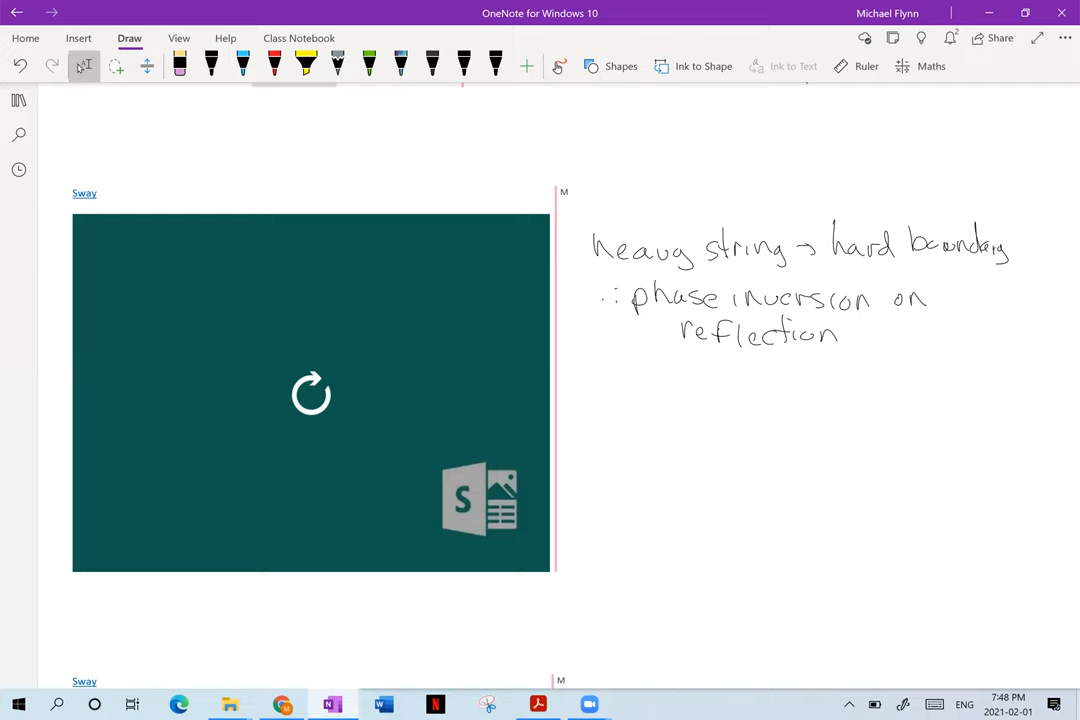 OneNote for Windows 10
Michael Flynn
Home Insert Draw View Help Class Notebook
Share
Shapes Ink to Shape Ink to Text Ruler Maths
Sway
M
heavy string → hard boundary
∴ phase inversion on
reflection
S
Sway
M
ENG
7:48 PM
2021-02-01